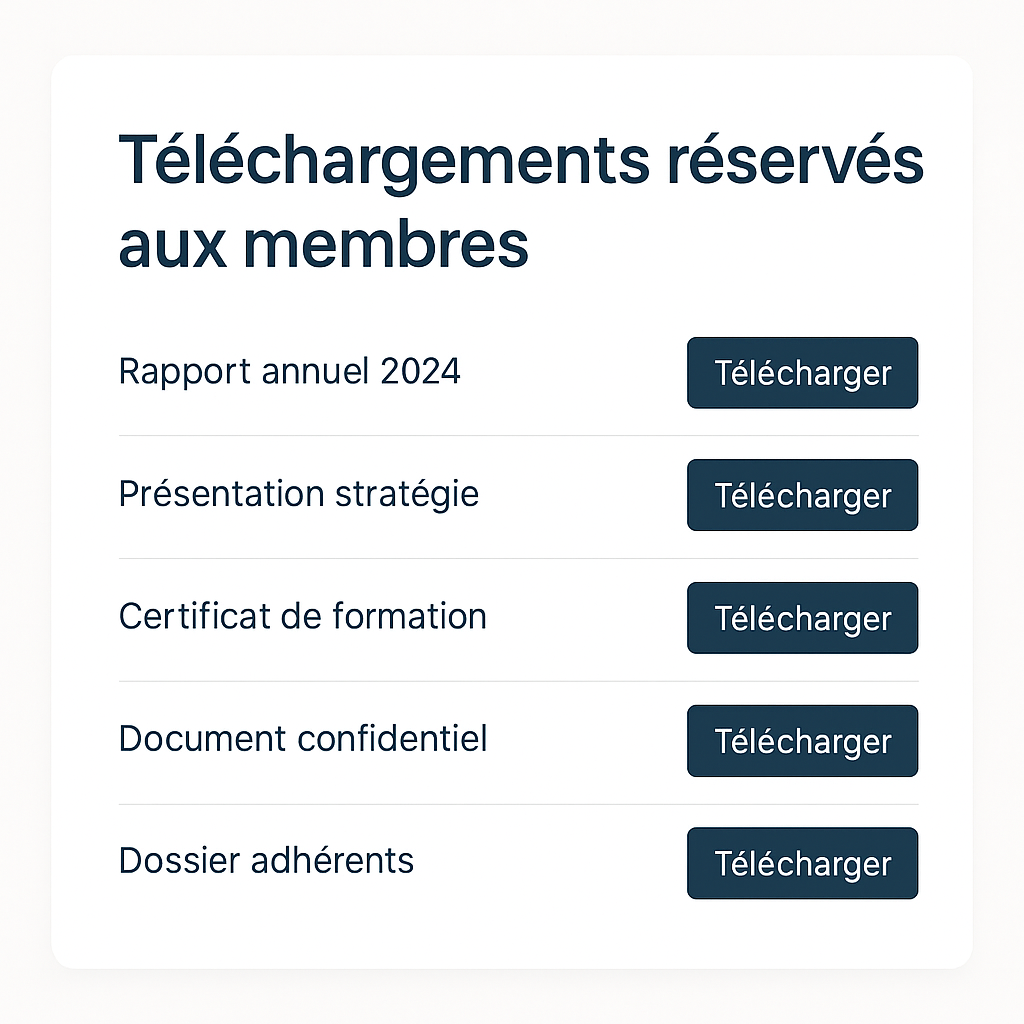 Téléchargements réservés
aux membres
Rapport annuel 2024
Télécharger
Présentation stratégie
Télécharger
Certificat de formation
Télécharger
Document confidentiel
Télécharger
Dossier adhérents
Télécharger